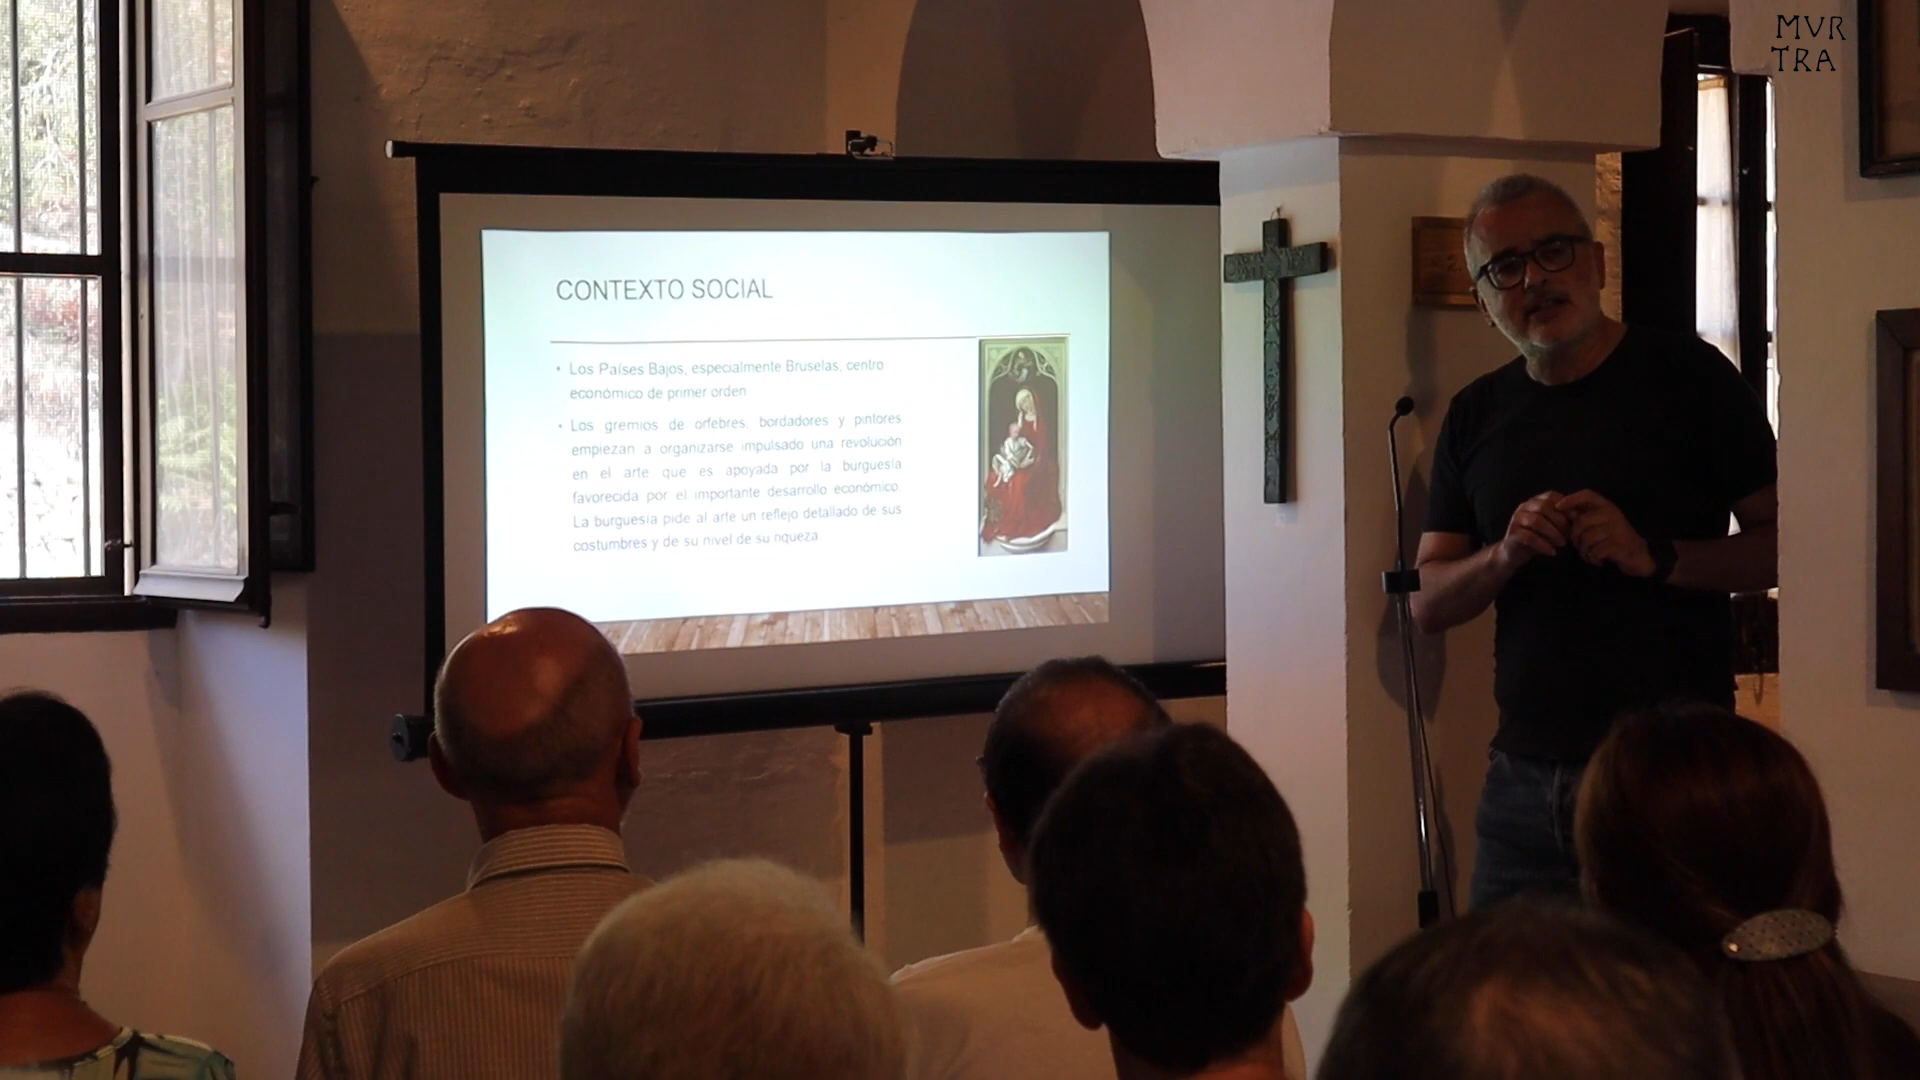 MVR
TRA
CONTEXTO SOCIAL
• Los Países Bajos, especialmente Bruselas, centro
económico de primer orden
• Los gremios de orfebres, bordadores y pintores
empiezan a organizarse impulsado una revolución
en el arte que es apoyada por la burguesía
favorecida por el importante desarrollo económico.
La burguesía pide al arte un reflejo detallado de sus
costumbres y de su nivel de su riqueza